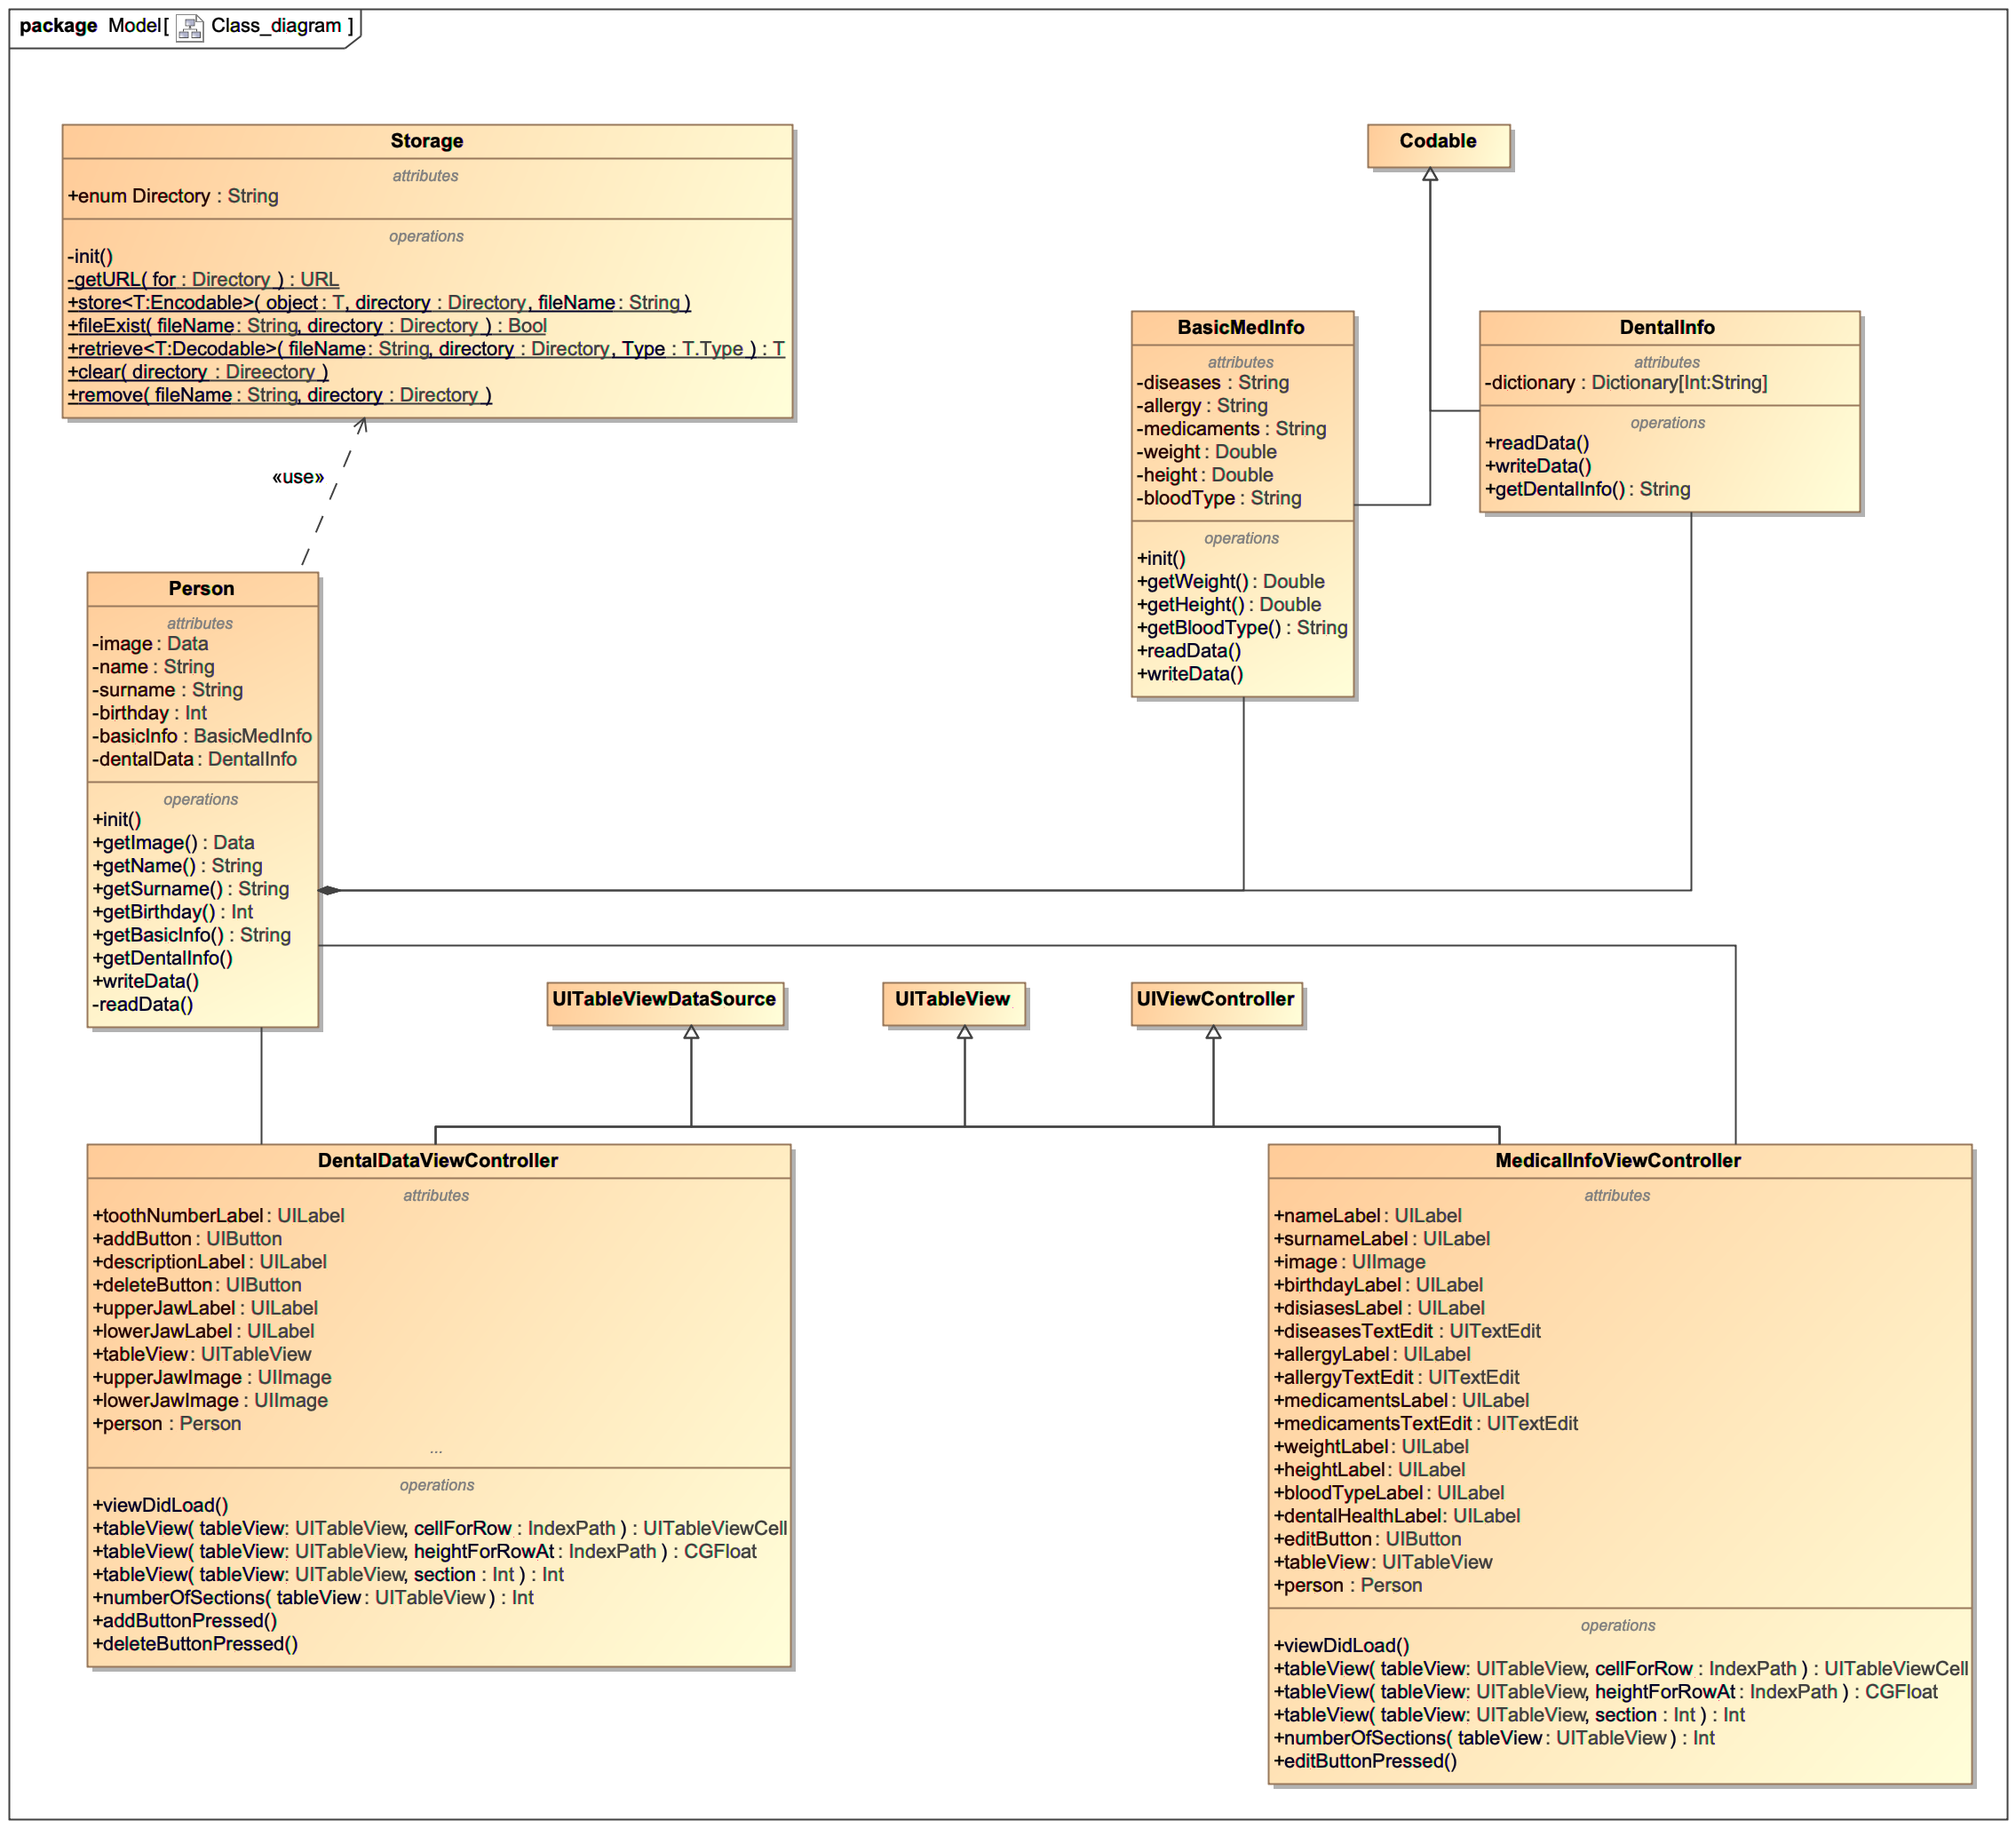 package Model[ Class_diagram ]
Storage
attributes
+enum Directory : String
operations
-init()
-getURL( for : Directory ) : URL
+store<T:Encodable>( object : T, directory : Directory, fileName : String )
+fileExist( fileName : String, directory : Directory ) : Bool
+retrieve<T:Decodable>( fileName : String, directory : Directory, Type : T.Type ) : T
+clear( directory : Direectory )
+remove( fileName : String, directory : Directory )
Codable
BasicMedInfo
attributes
-diseases : String
-allergy : String
-medicaments : String
-weight : Double
-height : Double
-bloodType : String
operations
+init()
+getWeight() : Double
+getHeight() : Double
+getBloodType() : String
+readData()
+writeData()
DentalInfo
attributes
-dictionary : Dictionary[Int:String]
operations
+readData()
+writeData()
+getDentalInfo() : String
«use»
Person
attributes
-image : Data
-name : String
-surname : String
-birthday : Int
-basicInfo : BasicMedInfo
-dentalData : DentalInfo
operations
+init()
+getImage() : Data
+getName() : String
+getSurname() : String
+getBirthday() : Int
+getBasicInfo() : String
+getDentalInfo()
+writeData()
-readData()
UITableViewDataSource
UITableView
UIViewController
DentalDataViewController
attributes
+toothNumberLabel : UILabel
+addButton : UIButton
+descriptionLabel : UILabel
+deleteButton : UIButton
+upperJawLabel : UILabel
+lowerJawLabel : UILabel
+tableView : UITableView
+upperJawImage : UIImage
+lowerJawImage : UIImage
+person : Person
...
operations
+viewDidLoad()
+tableView( tableView : UITableView, cellForRow : IndexPath ) : UITableViewCell
+tableView( tableView : UITableView, heightForRowAt : IndexPath ) : CGFloat
+tableView( tableView : UITableView, section : Int ) : Int
+numberOfSections( tableView : UITableView ) : Int
+addButtonPressed()
+deleteButtonPressed()
MedicalInfoViewController
attributes
+nameLabel : UILabel
+surnameLabel : UILabel
+image : UIImage
+birthdayLabel : UILabel
+disiasesLabel : UILabel
+diseasesTextEdit : UITextEdit
+allergyLabel : UILabel
+allergyTextEdit : UITextEdit
+medicamentsLabel : UILabel
+medicamentsTextEdit : UITextEdit
+weightLabel : UILabel
+heightLabel : UILabel
+bloodTypeLabel : UILabel
+dentalHealthLabel : UILabel
+editButton : UIButton
+tableView : UITableView
+person : Person
operations
+viewDidLoad()
+tableView( tableView : UITableView, cellForRow : IndexPath ) : UITableViewCell
+tableView( tableView : UITableView, heightForRowAt : IndexPath ) : CGFloat
+tableView( tableView : UITableView, section : Int ) : Int
+numberOfSections( tableView : UITableView ) : Int
+editButtonPressed()